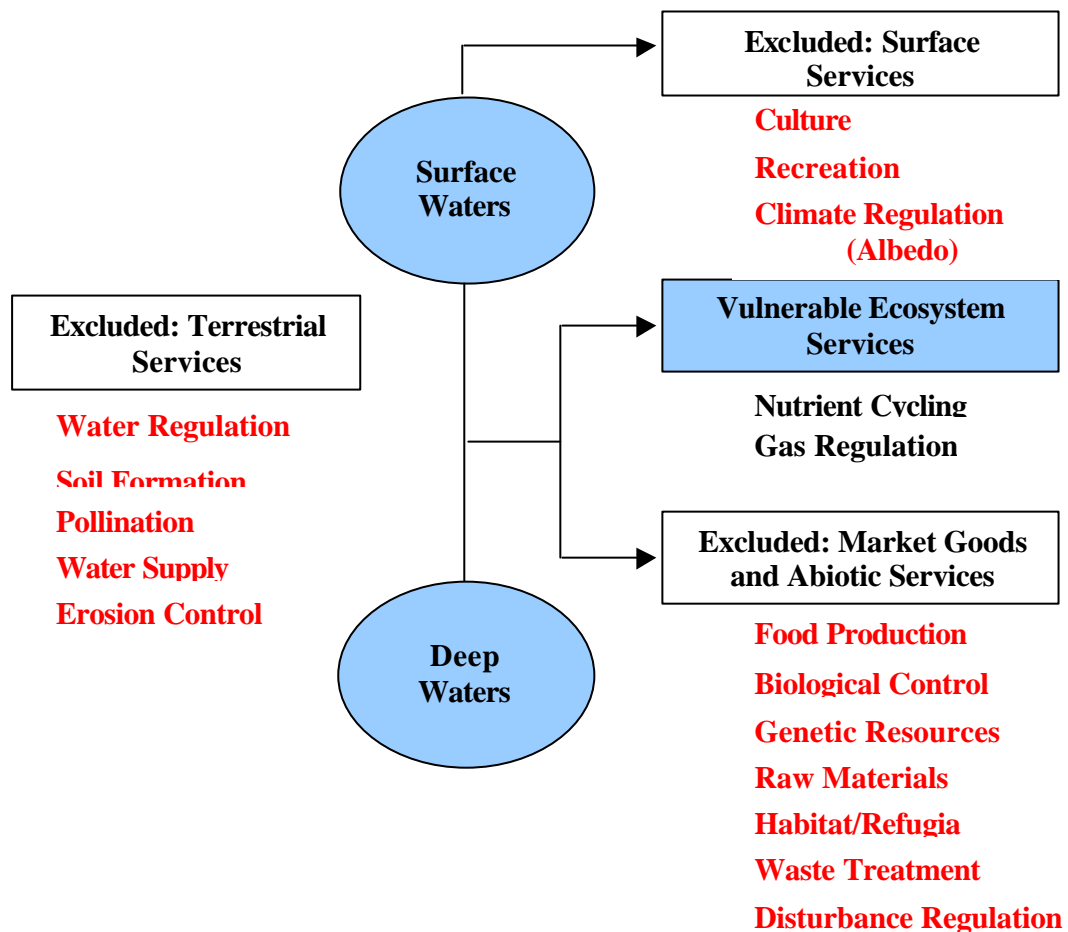 Excluded: Surface
Services
Culture
Recreation
Climate Regulation
(Albedo)
Surface
Waters
Vulnerable Ecosystem
Services
Nutrient Cycling
Gas Regulation
Excluded: Terrestrial
Services
Water Regulation
Soil Formation
Pollination
Water Supply
Erosion Control
Excluded: Market Goods
and Abiotic Services
Food Production
Biological Control
Genetic Resources
Raw Materials
Habitat/Refugia
Waste Treatment
Disturbance Regulation
Deep
Waters